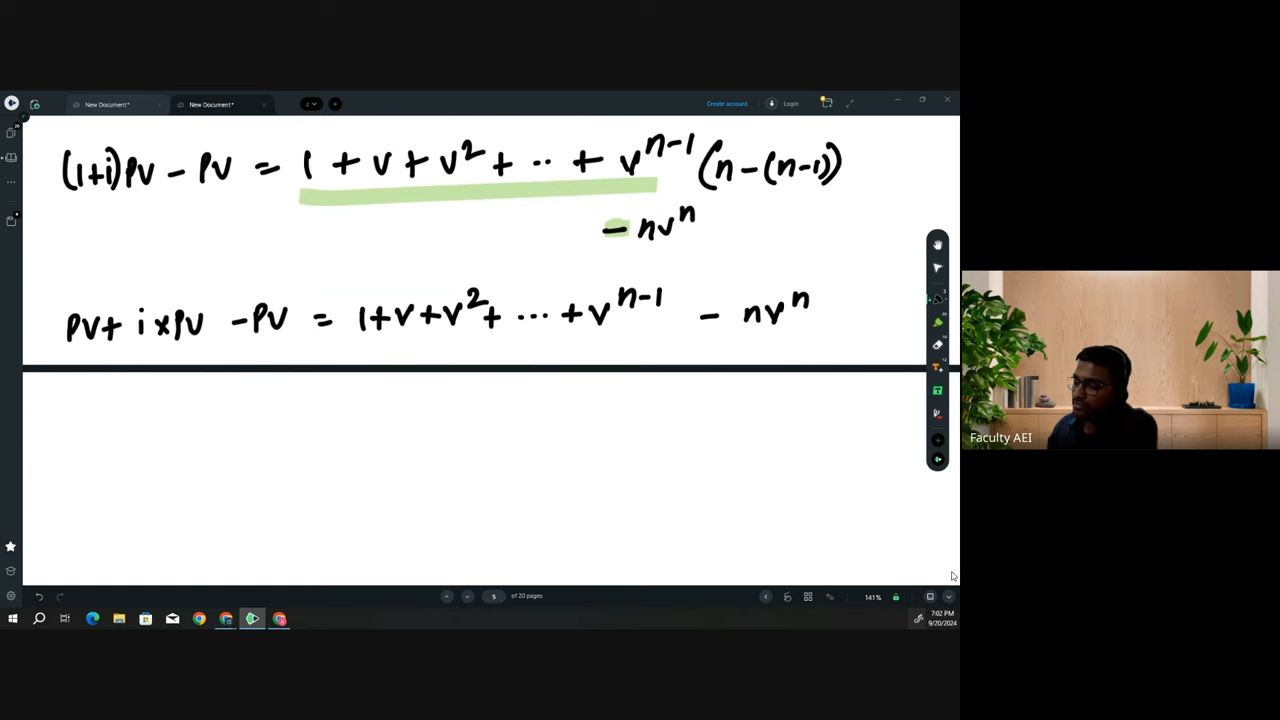 New Document*
New Document*
2
Create account
Login
(1+i)PV - PV = 1 + v + v² + ·· + vⁿ⁻¹ (n-(n-1))
- nvⁿ
PV + i×PV - PV = 1+v+v²+ ... + vⁿ⁻¹ - nvⁿ
Faculty AEI
5 of 20 pages
141%
7:02 PM
9/20/2024